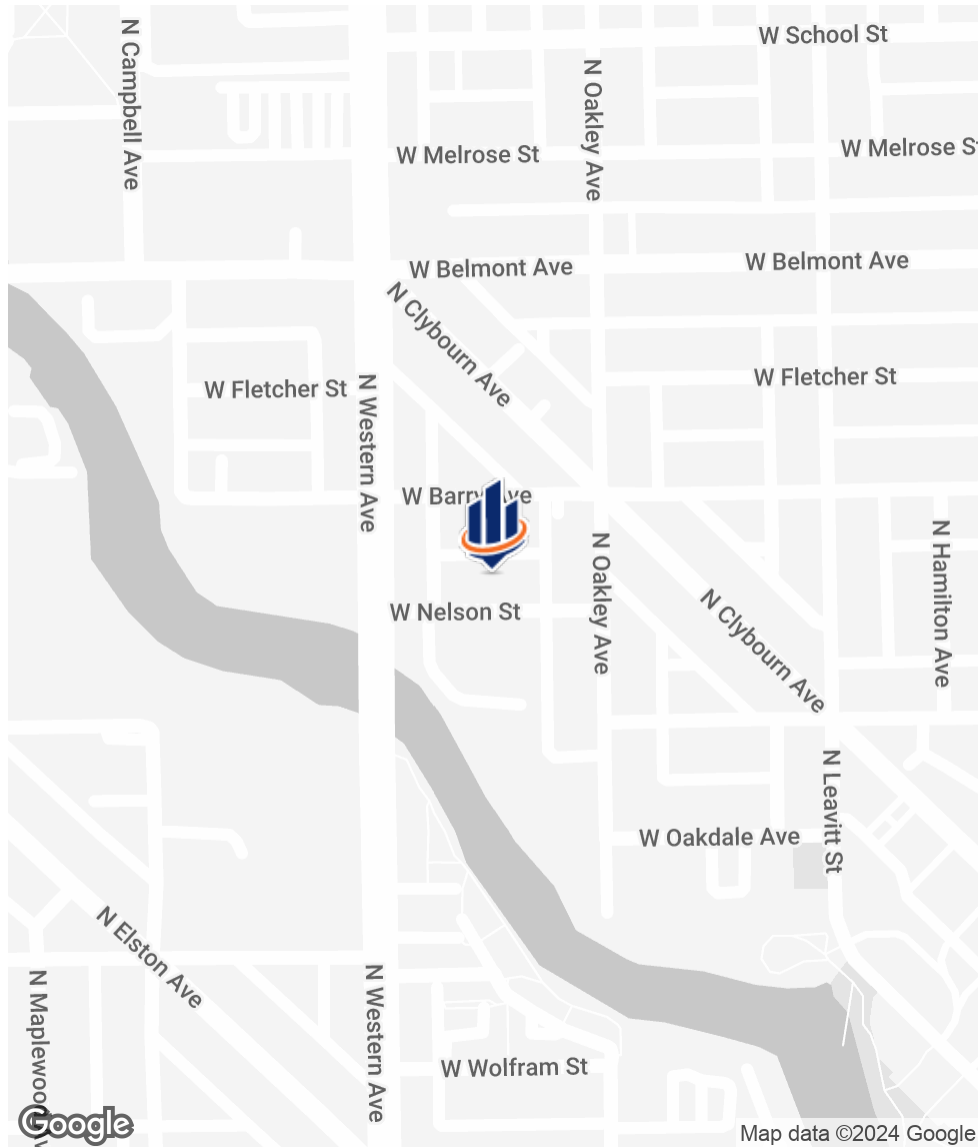 W School St
N Campbell Ave
N Oakley Ave
W Melrose St
W Melrose St
W Belmont Ave
W Belmont Ave
N Clybourn Ave
W Fletcher St
W Fletcher St
N Western Ave
W Barry Ave
N Oakley Ave
N Hamilton Ave
W Nelson St
N Clybourn Ave
N Leavitt St
W Oakdale Ave
N Elston Ave
N Western Ave
N Maplewood Av
W Wolfram St
Google
Map data ©2024 Google